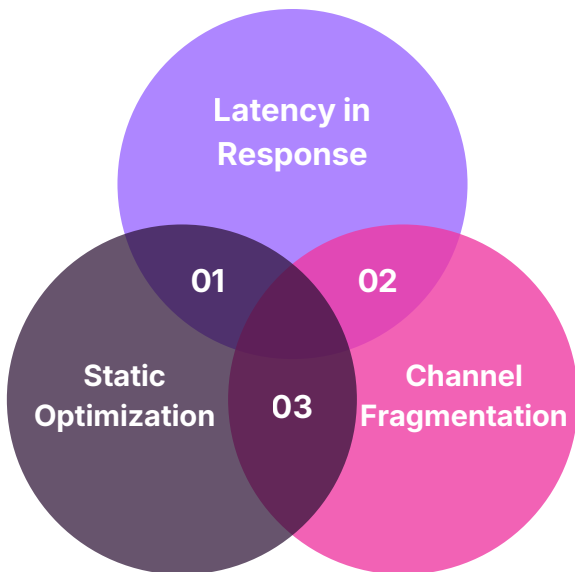 Latency in
Response
01
02
Static
Optimization
Channel
Fragmentation
03